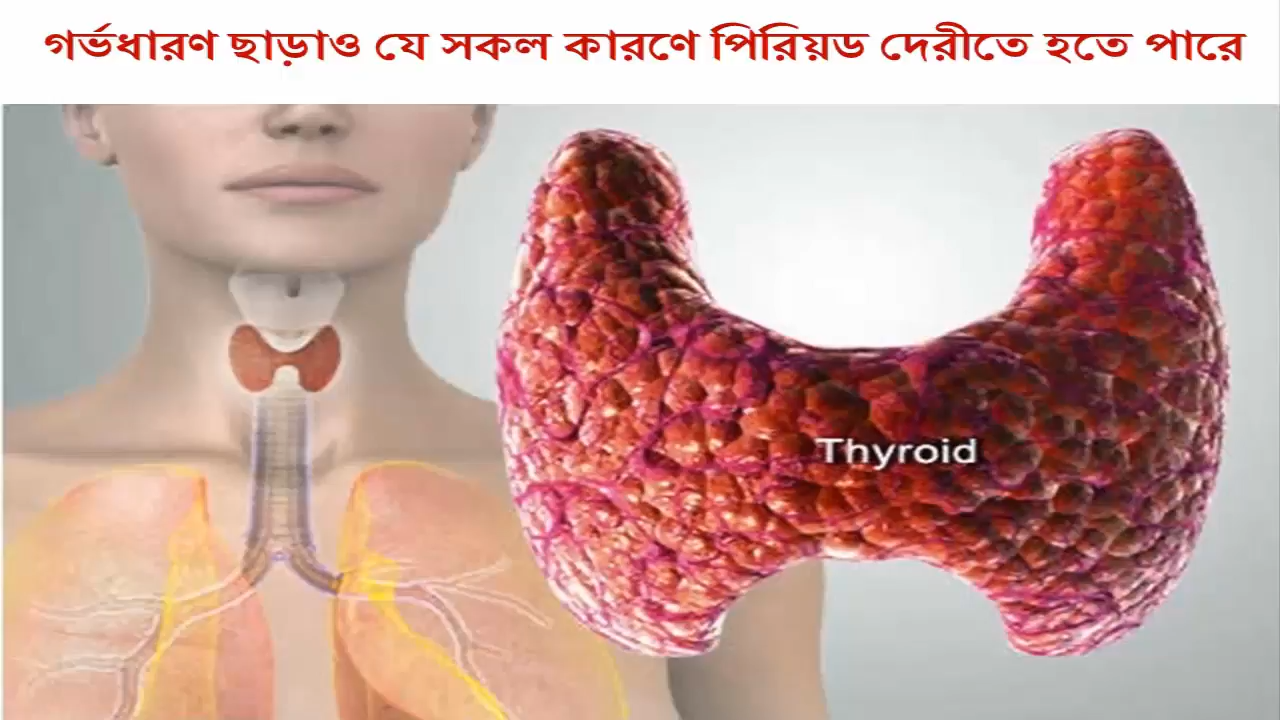 গর্ভধারণ ছাড়াও যে সকল কারণে পিরিয়ড দেরীতে হতে পারে
Thyroid